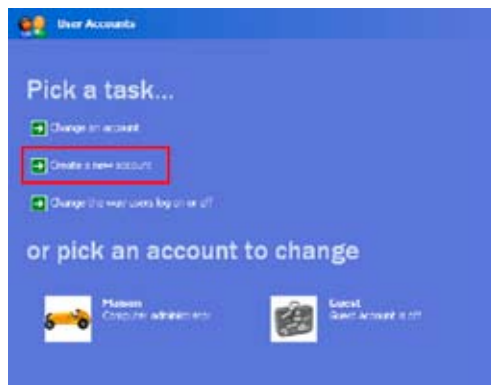 User Accounts
Pick a task...
Change an account
Create a new account
Change the way users log on or off
or pick an account to change
Computer administrator
Guest
Guest account is off